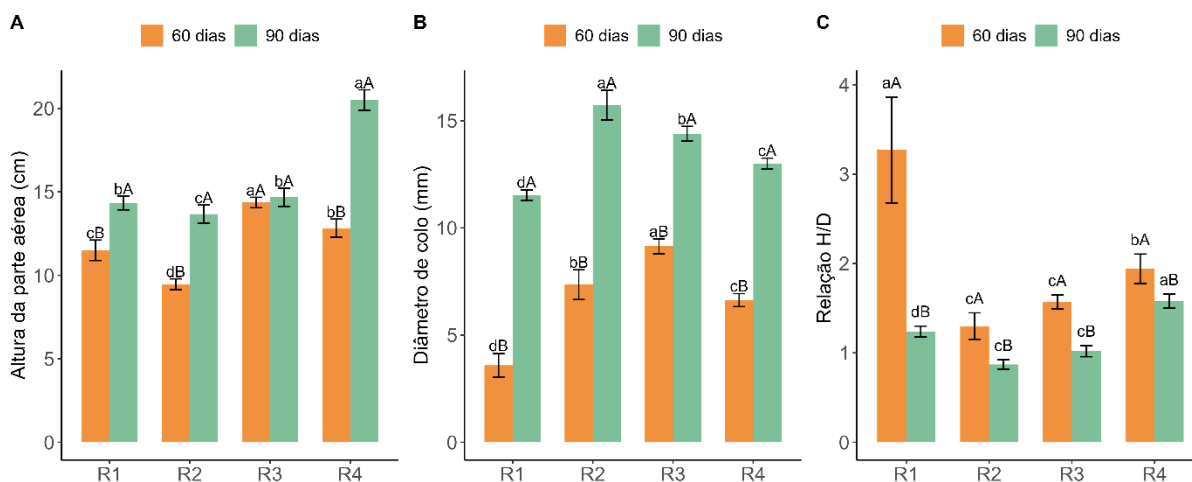 A
60 dias 90 dias
Altura da parte aérea (cm)
20
15
10
5
0
cB bA dB cA aA bA bB aA
R1 R2 R3 R4
B
60 dias 90 dias
Diâmetro de colo (mm)
15
10
5
0
dB dA bB aA aB bA cB cA
R1 R2 R3 R4
C
60 dias 90 dias
Relação H/D
4
3
2
1
0
aA dB cA cB cA cB bA aB
R1 R2 R3 R4